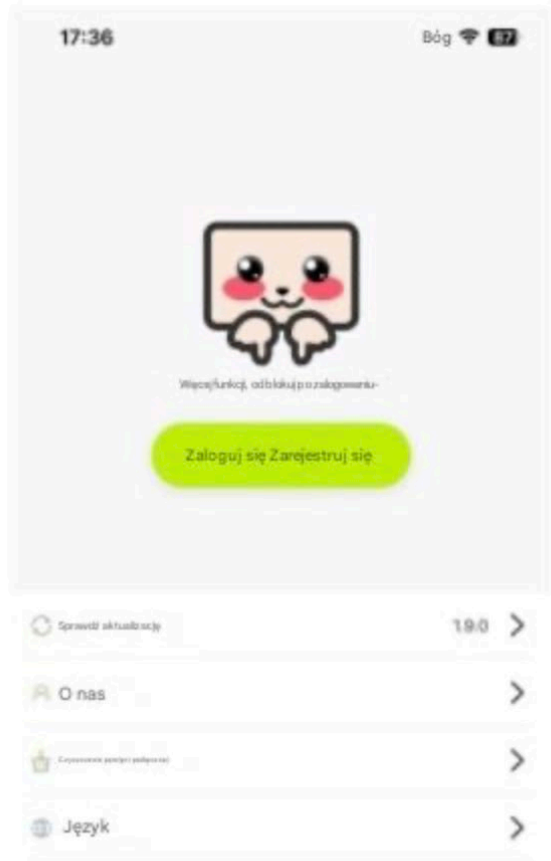 17:36 Bóg 87
Więcej funkcji, odblokuj po zalogowaniu-
Zaloguj się Zarejestruj się
Sprawdź aktualizację 1.9.0
O nas
Język